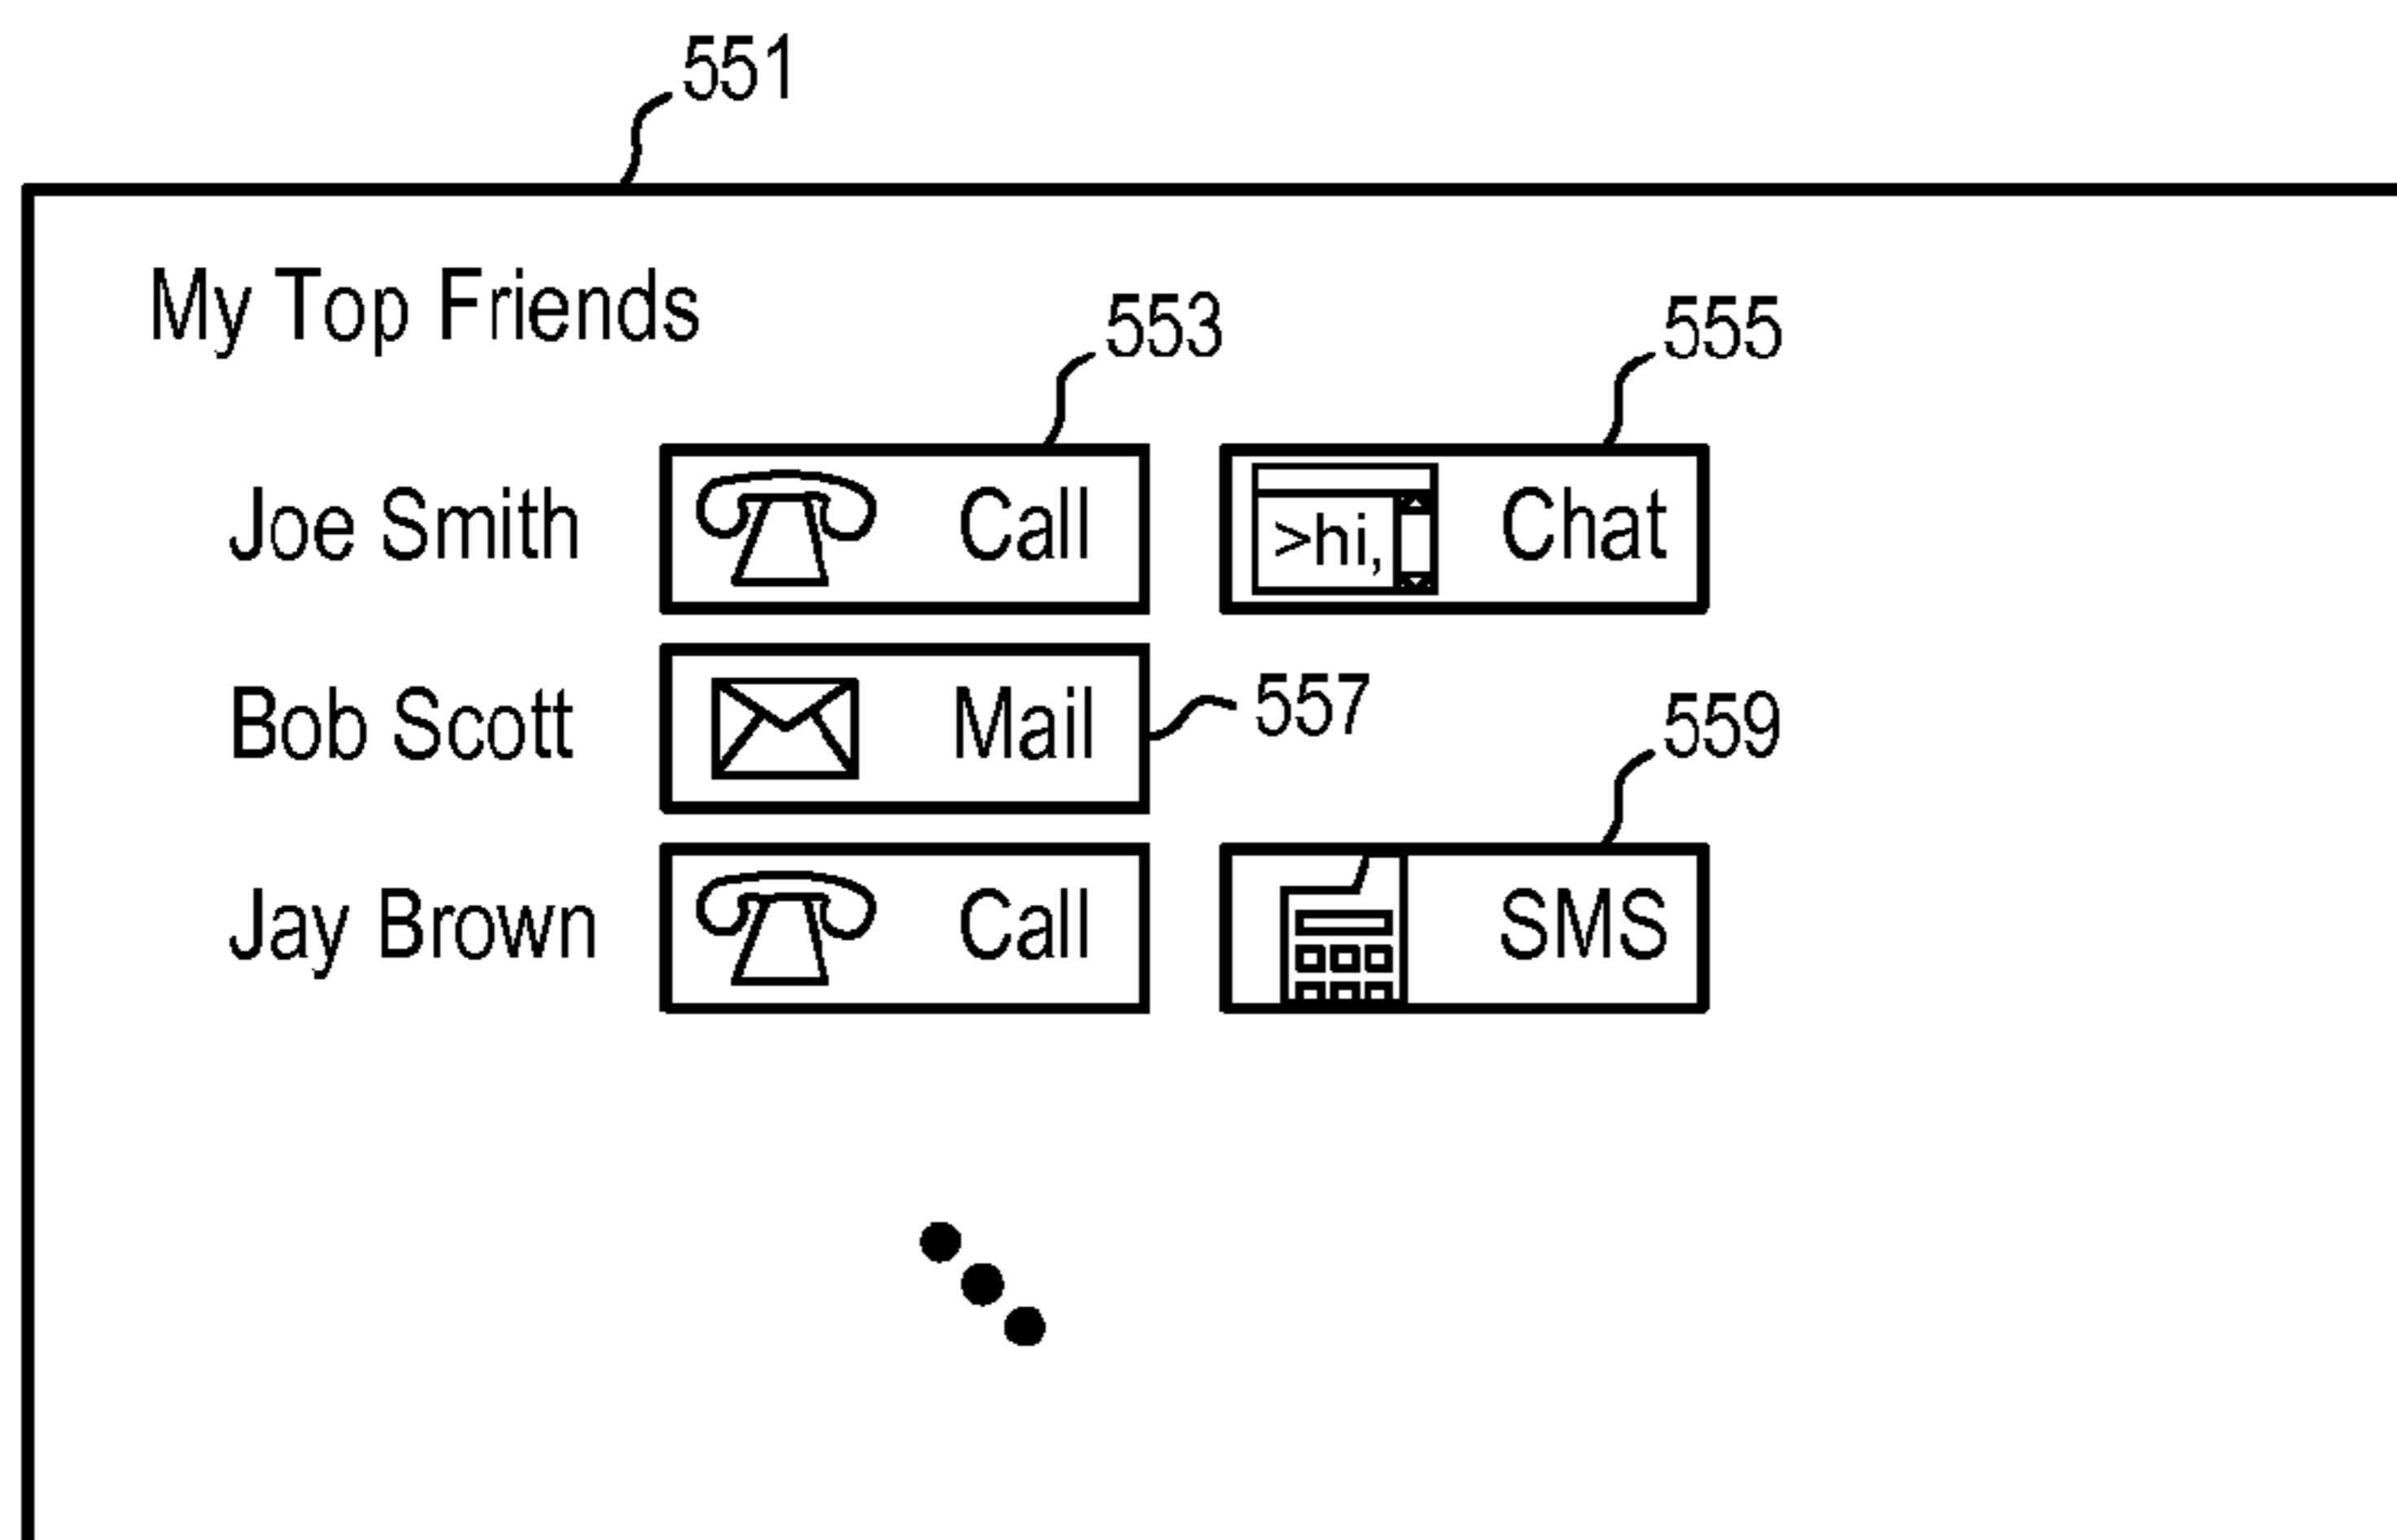 551
My Top Friends
553
555
Joe Smith
Call
>hi,
Chat
Bob Scott
Mail
557
559
Jay Brown
Call
SMS